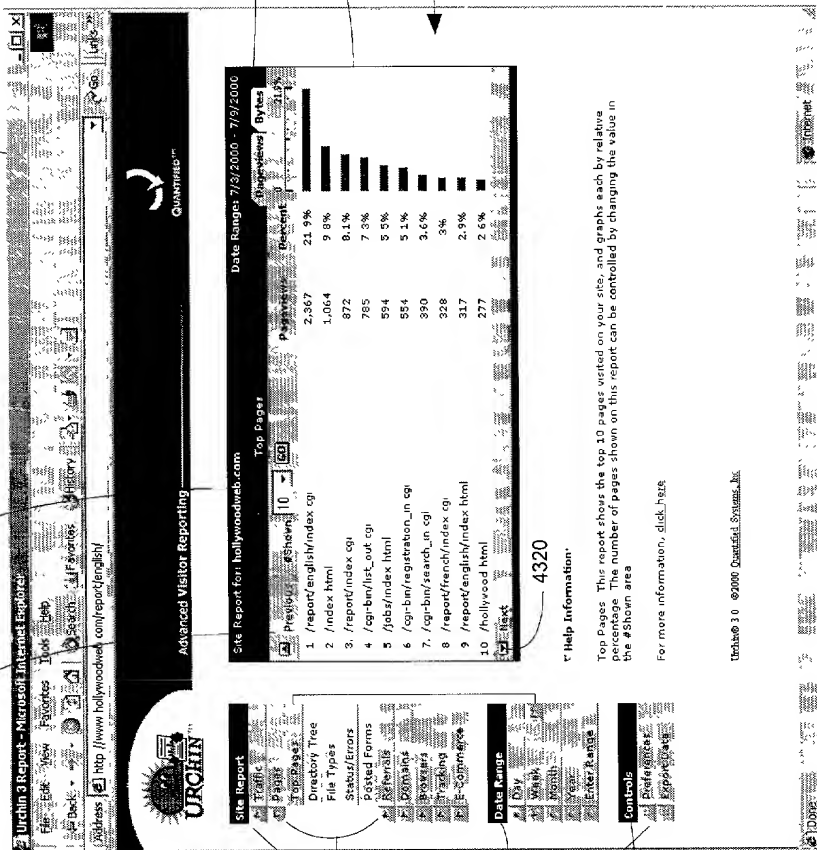 Urchin 3 Report - Microsoft Internet Explorer
File Edit View Favorites Tools Help
Back Search Favorites History
Address http //www hollywoodweb com/report/english/ Go Links
URCHIN
Advanced Visitor Reporting
QUANTIFIED™
Site Report
Traffic
Pages
Top Pages
Directory Tree
File Types
Status/Errors
Posted Forms
Referrals
Domains
Browsers
Tracking
E-Commerce
Date Range
Day
Week
Month
Year
Enter Range
Controls
Preferences
Export Data
Site Report for: hollywoodweb.com Date Range: 7/3/2000 - 7/9/2000
Top Pages Pageviews Bytes
Previous #Shown 10 GO Pageviews Percent 0 21.9%
1 /report/english/index cgi 2,367 21 9%
2 /index html 1,064 9 8%
3. /report/index cgi 872 8.1%
4 /cgi-bin/list_out cgi 785 7 3%
5 /jobs/index html 594 5 5%
6 /cgi-bin/registration_in cgi 554 5 1%
7. /cgi-bin/search_in cgi 390 3.6%
8 /report/french/index cgi 328 3%
9 /report/english/index html 317 2.9%
10 /hollywood html 277 2 6%
Next
4320
Help Information:
Top Pages This report shows the top 10 pages visited on your site, and graphs each by relative
percentage The number of pages shown on this report can be controlled by changing the value in
the #Shown area
For more information, click here
Urchin® 3 0 ©2000 Quantified Systems, Inc
Done Internet